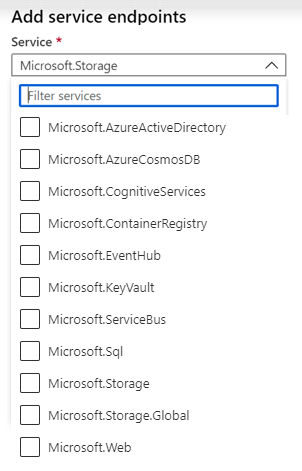 Add service endpoints
Service *
Microsoft.Storage
Filter services
Microsoft.AzureActiveDirectory
Microsoft.AzureCosmosDB
Microsoft.CognitiveServices
Microsoft.ContainerRegistry
Microsoft.EventHub
Microsoft.KeyVault
Microsoft.ServiceBus
Microsoft.Sql
Microsoft.Storage
Microsoft.Storage.Global
Microsoft.Web